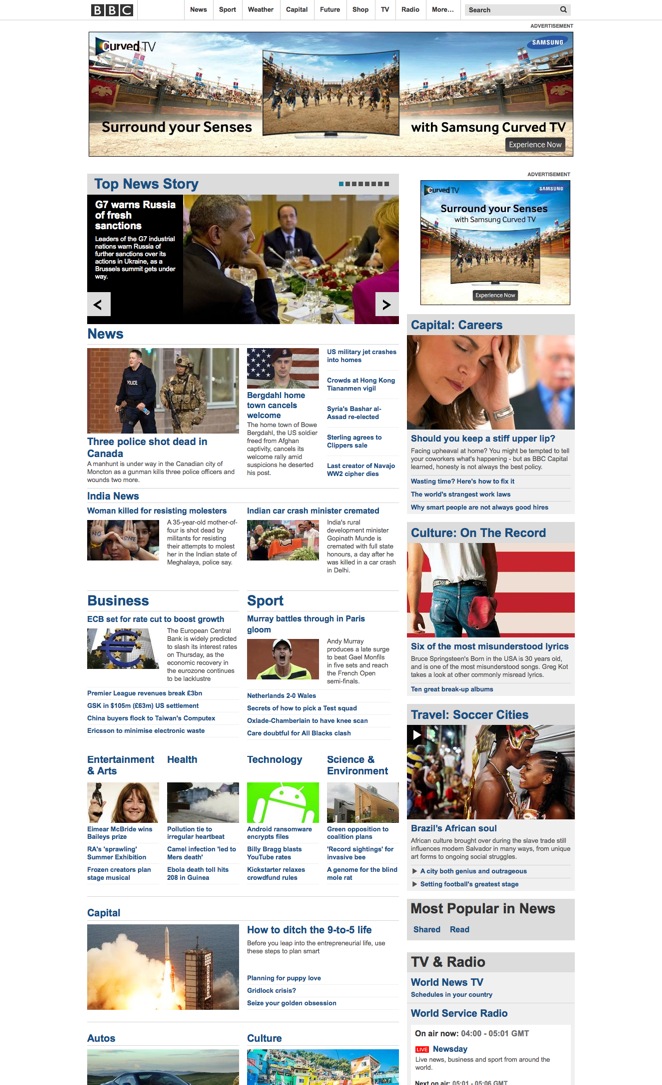 BBC
News Sport Weather Capital Future Shop TV Radio More... Search
ADVERTISEMENT
Curved TV
SAMSUNG
Surround your Senses
with Samsung Curved TV
Experience Now
Top News Story
G7 warns Russia
of fresh
sanctions
Leaders of the G7 industrial
nations warn Russia of
further sanctions over its
actions in Ukraine, as a
Brussels summit gets under
way.
< >
News
POLICE
Three police shot dead in
Canada
A manhunt is under way in the Canadian city of
Moncton as a gunman kills three police officers and
wounds two more.
Bergdahl home
town cancels
welcome
The home town of Bowe
Bergdahl, the US soldier
freed from Afghan
captivity, cancels its
welcome rally amid
suspicions he deserted
his post.
US military jet crashes
into homes
Crowds at Hong Kong
Tiananmen vigil
Syria's Bashar al-
Assad re-elected
Sterling agrees to
Clippers sale
Last creator of Navajo
WW2 cipher dies
India News
Woman killed for resisting molesters
A 35-year-old mother-of-
four is shot dead by
militants for resisting
their attempts to molest
her in the Indian state of
Meghalaya, police say.
Indian car crash minister cremated
India's rural
development minister
Gopinath Munde is
cremated with full state
honours, a day after he
was killed in a car crash
in Delhi.
Business
ECB set for rate cut to boost growth
The European Central
Bank is widely predicted
to slash its interest rates
on Thursday, as the
economic recovery in
the eurozone continues
to be lacklustre
Premier League revenues break £3bn
GSK in $105m (£63m) US settlement
China buyers flock to Taiwan's Computex
Ericsson to minimise electronic waste
Sport
Murray battles through in Paris
gloom
Andy Murray
produces a late surge
to beat Gael Monfils
in five sets and reach
the French Open
semi-finals.
Netherlands 2-0 Wales
Secrets of how to pick a Test squad
Oxlade-Chamberlain to have knee scan
Care doubtful for All Blacks clash
Entertainment
& Arts
Eimear McBride wins
Baileys prize
RA's 'sprawling'
Summer Exhibition
Frozen creators plan
stage musical
Health
Pollution tie to
irregular heartbeat
Camel infection 'led to
Mers death'
Ebola death toll hits
208 in Guinea
Technology
Android ransomware
encrypts files
Billy Bragg blasts
YouTube rates
Kickstarter relaxes
crowdfund rules
Science &
Environment
Green opposition to
coalition plans
'Record sightings' for
invasive bee
A genome for the blind
mole rat
Capital
How to ditch the 9-to-5 life
Before you leap into the entrepreneurial life, use
these steps to plan smart
Planning for puppy love
Gridlock crisis?
Seize your golden obsession
Autos
Culture
ADVERTISEMENT
Curved TV
SAMSUNG
Surround your Senses
with Samsung Curved TV
Experience Now
Capital: Careers
Should you keep a stiff upper lip?
Facing upheaval at home? You might be tempted to
tell your coworkers what's happening - but as BBC Capital
learned, honesty is not always the best policy.
Wasting time? Here's how to fix it
The world's strangest work laws
Why smart people are not always good hires
Culture: On The Record
Six of the most misunderstood lyrics
Bruce Springsteen's Born in the USA is 30 years old,
and is one of the most misunderstood songs. Greg Kot
takes a look at other commonly misread lyrics.
Ten great break-up albums
Travel: Soccer Cities
Brazil's African soul
African culture brought over during the slave trade still
influences modern Salvador in many ways, from unique
art forms to ongoing social struggles.
A city both genius and outrageous
Setting football's greatest stage
Most Popular in News
Shared Read
TV & Radio
World News TV
Schedules in your country
World Service Radio
On air now: 04:00 - 05:01 GMT
LIVE Newsday
Live news, business and sport from around the
world.
Next on air: 05:01 - 05:06 GMT